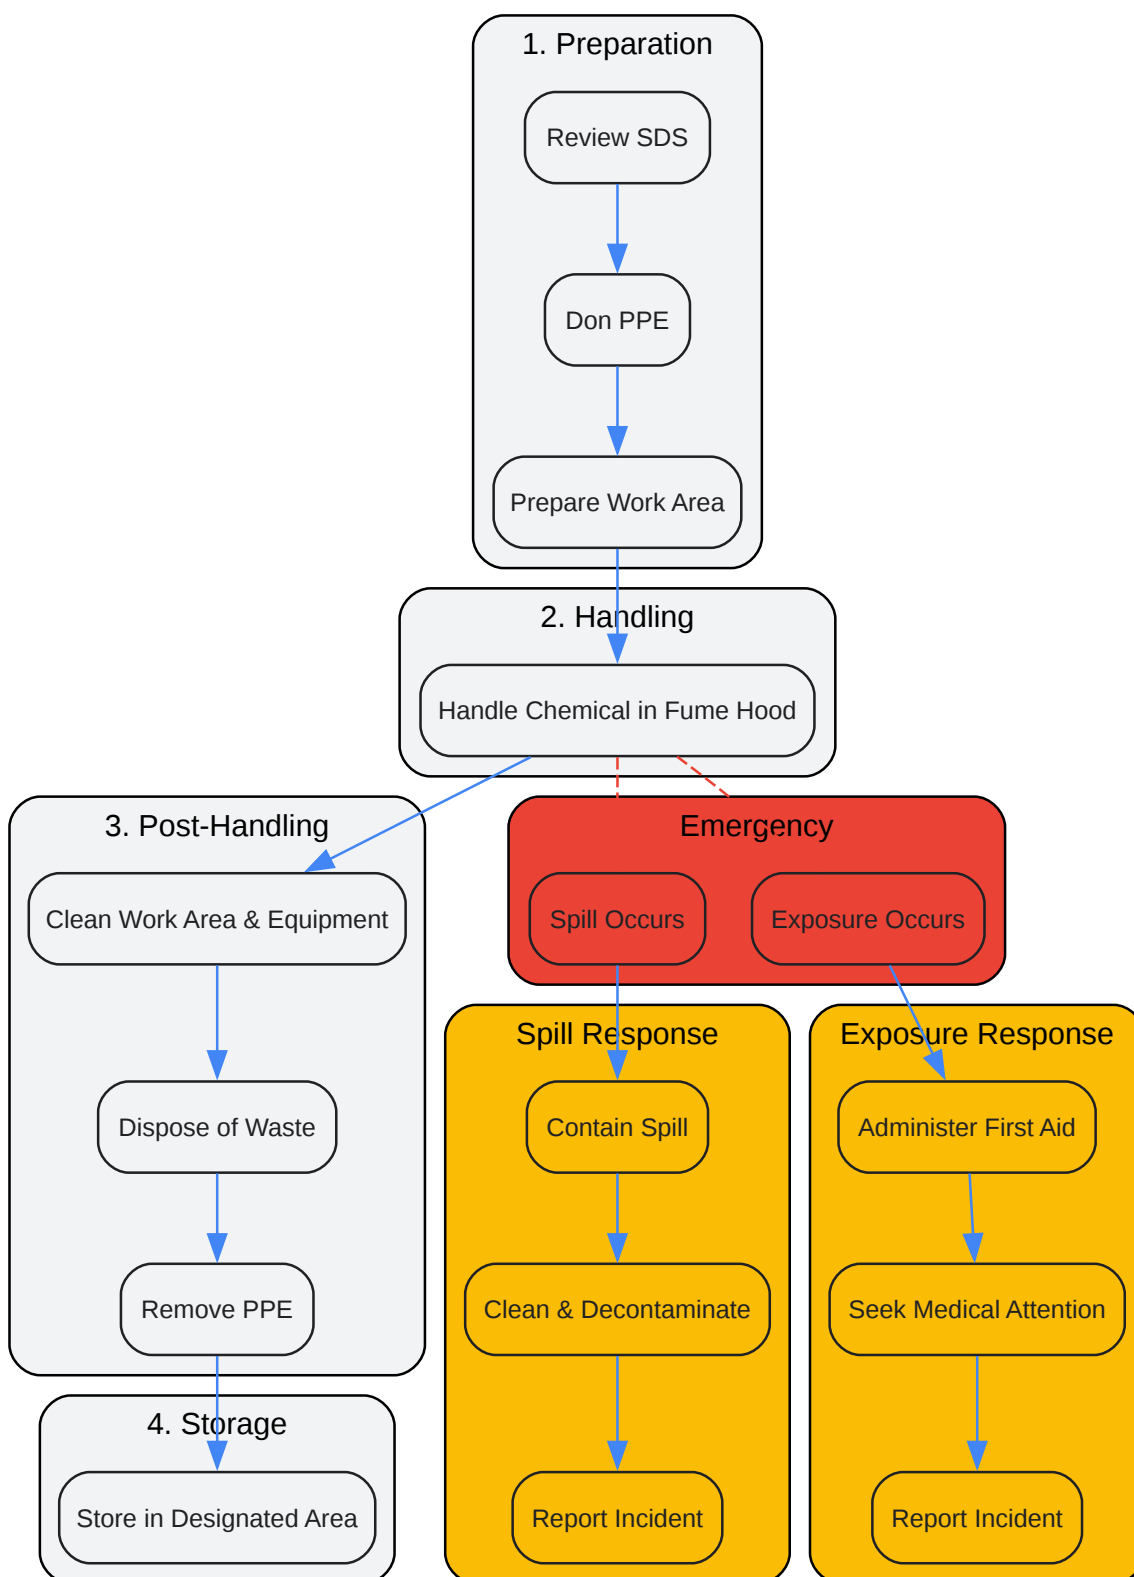 1. Preparation
Review SDS
Don PPE
Prepare Work Area
2. Handling
Handle Chemical in Fume Hood
3. Post-Handling
Clean Work Area & Equipment
Dispose of Waste
Remove PPE
4. Storage
Store in Designated Area
Emergency
Spill Occurs
Exposure Occurs
Spill Response
Contain Spill
Clean & Decontaminate
Report Incident
Exposure Response
Administer First Aid
Seek Medical Attention
Report Incident